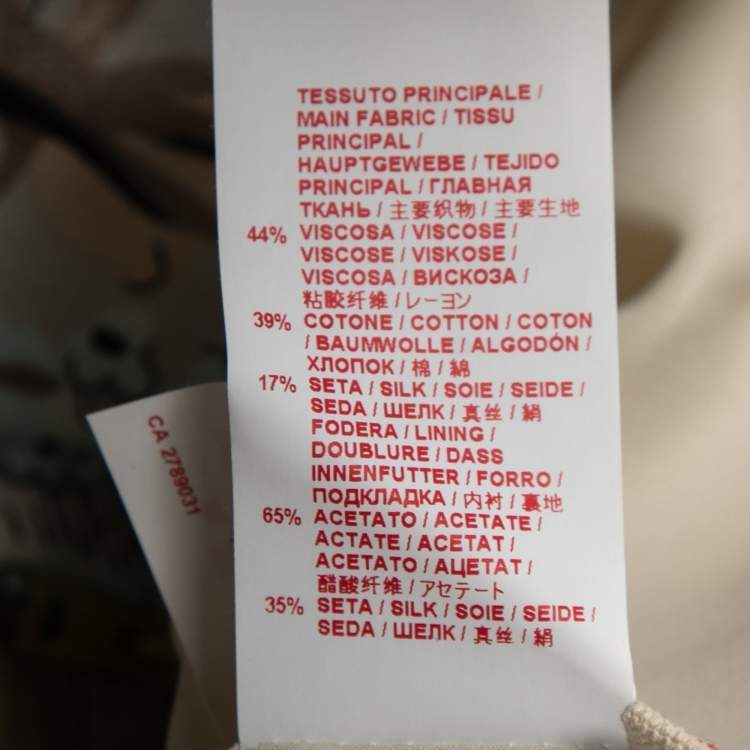 TESSUTO PRINCIPALE /
MAIN FABRIC / TISSU
PRINCIPAL /
HAUPTGEWEBE / TEJIDO
PRINCIPAL / ГЛАВНАЯ
ТКАНЬ / 主要织物 / 主要生地
44% VISCOSA / VISCOSE /
VISCOSE / VISKOSE /
VISCOSA / ВИСКОЗА /
粘胶纤维 / レーヨン
39% COTONE / COTTON / COTON
/ BAUMWOLLE / ALGODÓN /
ХЛОПОК / 棉 / 綿
17% SETA / SILK / SOIE / SEIDE /
SEDA / ШЕЛК / 真丝 / 絹
FODERA / LINING /
DOUBLURE / DASS
INNENFUTTER / FORRO /
ПОДКЛАДКА / 内衬 / 裏地
65% ACETATO / ACETATE /
ACTATE / ACETAT /
ACETATO / АЦЕТАТ /
醋酸纤维 / アセテート
35% SETA / SILK / SOIE / SEIDE /
SEDA / ШЕЛК / 真丝 / 絹
CA 2789031